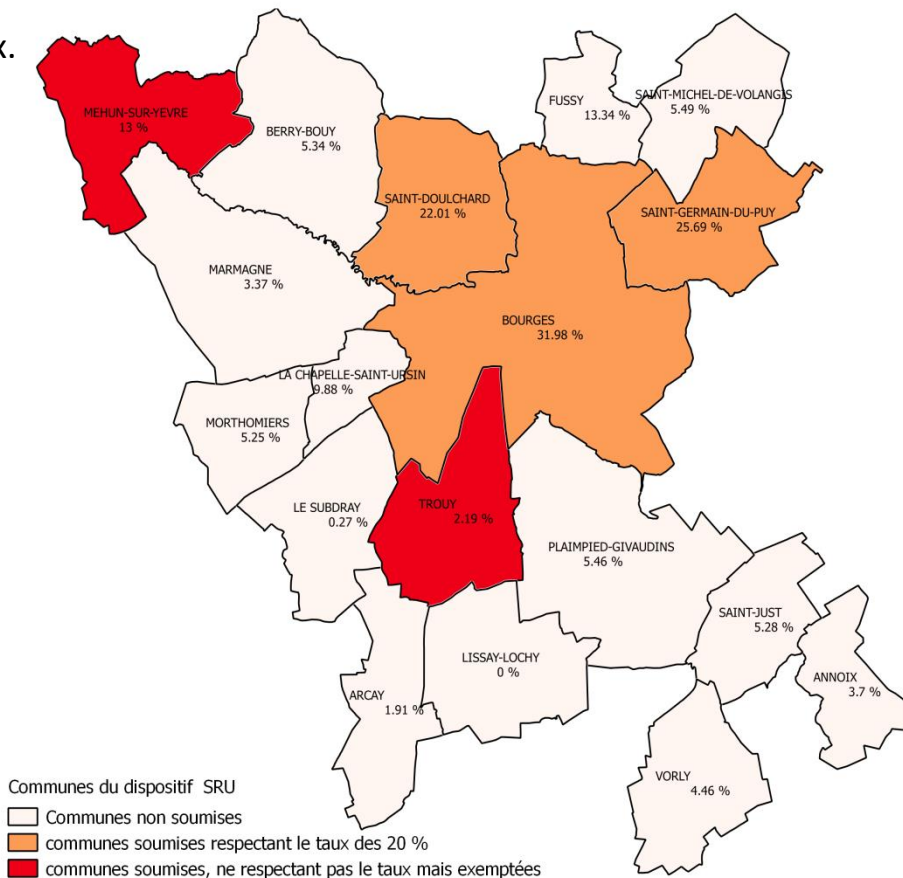 x.
MEHUN-SUR-YEVRE
13 %
BERRY-BOUY
5.34 %
FUSSY
13.34 %
SAINT-MICHEL-DE-VOLANGIS
5.49 %
SAINT-DOULCHARD
22.01 %
SAINT-GERMAIN-DU-PUY
25.69 %
MARMAGNE
3.37 %
BOURGES
31.98 %
LA CHAPELLE-SAINT-URSIN
9.88 %
MORTHOMIERS
5.25 %
LE SUBDRAY
0.27 %
TROUY
2.19 %
PLAIMPIED-GIVAUDINS
5.46 %
SAINT-JUST
5.28 %
ANNOIX
3.7 %
LISSAY-LOCHY
0 %
ARCAY
1.91 %
VORLY
4.46 %
Communes du dispositif SRU
Communes non soumises
communes soumises respectant le taux des 20 %
communes soumises, ne respectant pas le taux mais exemptées